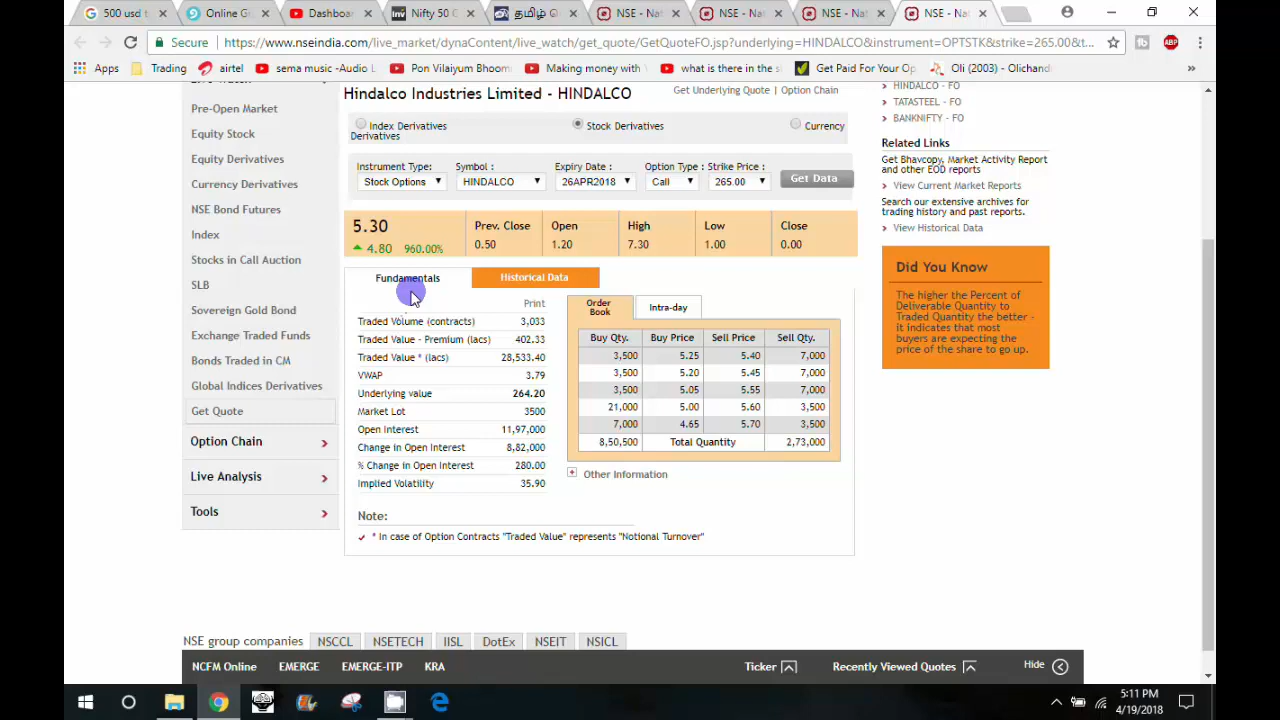 500 usd t
Online G
Dashboa
Nifty 50
தமிழ்
NSE - Na
NSE - Na
NSE - Na
NSE - Na
Secure
https://www.nseindia.com/live_market/dynaContent/live_watch/get_quote/GetQuoteFO.jsp?underlying=HINDALCO&instrument=OPTSTK&strike=265.00&t...
Apps
Trading
airtel
sema music -Audio L
Pon Vilaiyum Bhoom
Making money with
what is there in the s
Get Paid For Your Op
Oli (2003) - Olichand
»
Pre-Open Market
Equity Stock
Equity Derivatives
Currency Derivatives
NSE Bond Futures
Index
Stocks in Call Auction
SLB
Sovereign Gold Bond
Exchange Traded Funds
Bonds Traded in CM
Global Indices Derivatives
Get Quote
Option Chain
Live Analysis
Tools
Hindalco Industries Limited - HINDALCO
Get Underlying Quote | Option Chain
Index Derivatives Stock Derivatives Currency
Derivatives
Instrument Type: Symbol : Expiry Date : Option Type : Strike Price :
Stock Options HINDALCO 26APR2018 Call 265.00 Get Data
5.30 Prev. Close Open High Low Close
4.80 960.00% 0.50 1.20 7.30 1.00 0.00
Fundamentals Historical Data
Print
Traded Volume (contracts) 3,033
Traded Value - Premium (lacs) 402.33
Traded Value * (lacs) 28,533.40
VWAP 3.79
Underlying value 264.20
Market Lot 3500
Open Interest 11,97,000
Change in Open Interest 8,82,000
% Change in Open Interest 280.00
Implied Volatility 35.90
Order
Book
Intra-day
Buy Qty. Buy Price Sell Price Sell Qty.
3,500 5.25 5.40 7,000
3,500 5.20 5.45 7,000
3,500 5.05 5.55 7,000
21,000 5.00 5.60 3,500
7,000 4.65 5.70 3,500
8,50,500 Total Quantity 2,73,000
Other Information
Note:
* In case of Option Contracts "Traded Value" represents "Notional Turnover"
HINDALCO - FO
TATASTEEL - FO
BANKNIFTY - FO
Related Links
Get Bhavcopy, Market Activity Report
and other EOD reports
View Current Market Reports
Search our extensive archives for
trading history and past reports.
View Historical Data
Did You Know
The higher the Percent of
Deliverable Quantity to
Traded Quantity the better -
it indicates that most
buyers are expecting the
price of the share to go up.
NSE group companies NSCCL NSETECH IISL DotEx NSEIT NSICL
NCFM Online EMERGE EMERGE-ITP KRA Ticker Recently Viewed Quotes Hide
5:11 PM
4/19/2018